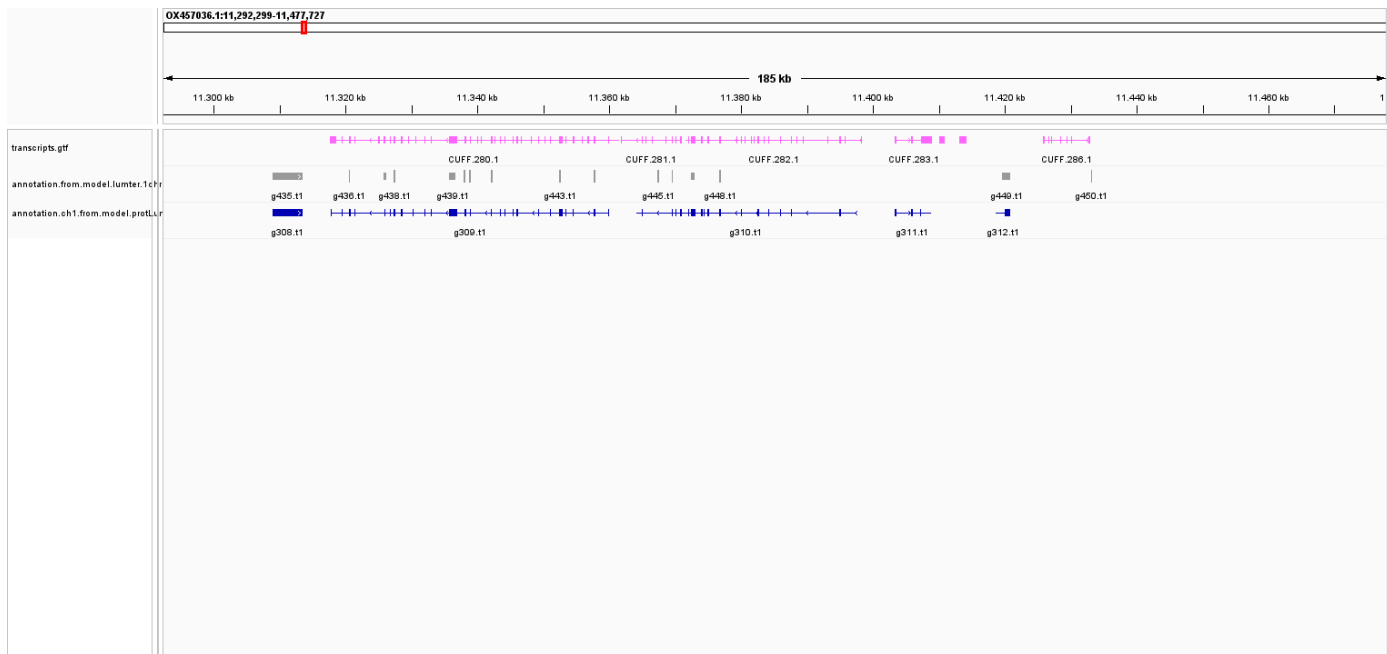 OX457036.1:11,292,299-11,477,727
185 kb
11.300 kb 11.320 kb 11.340 kb 11.360 kb 11.380 kb 11.400 kb 11.420 kb 11.440 kb 11.460 kb 1
transcripts.gtf
CUFF.280.1 CUFF.281.1 CUFF.282.1 CUFF.283.1 CUFF.286.1
annotation.from.model.lumter.1chr
g435.t1 g436.t1 g438.t1 g439.t1 g443.t1 g445.t1 g448.t1 g449.t1 g450.t1
annotation.ch1.from.model.protLur
g308.t1 g309.t1 g310.t1 g311.t1 g312.t1